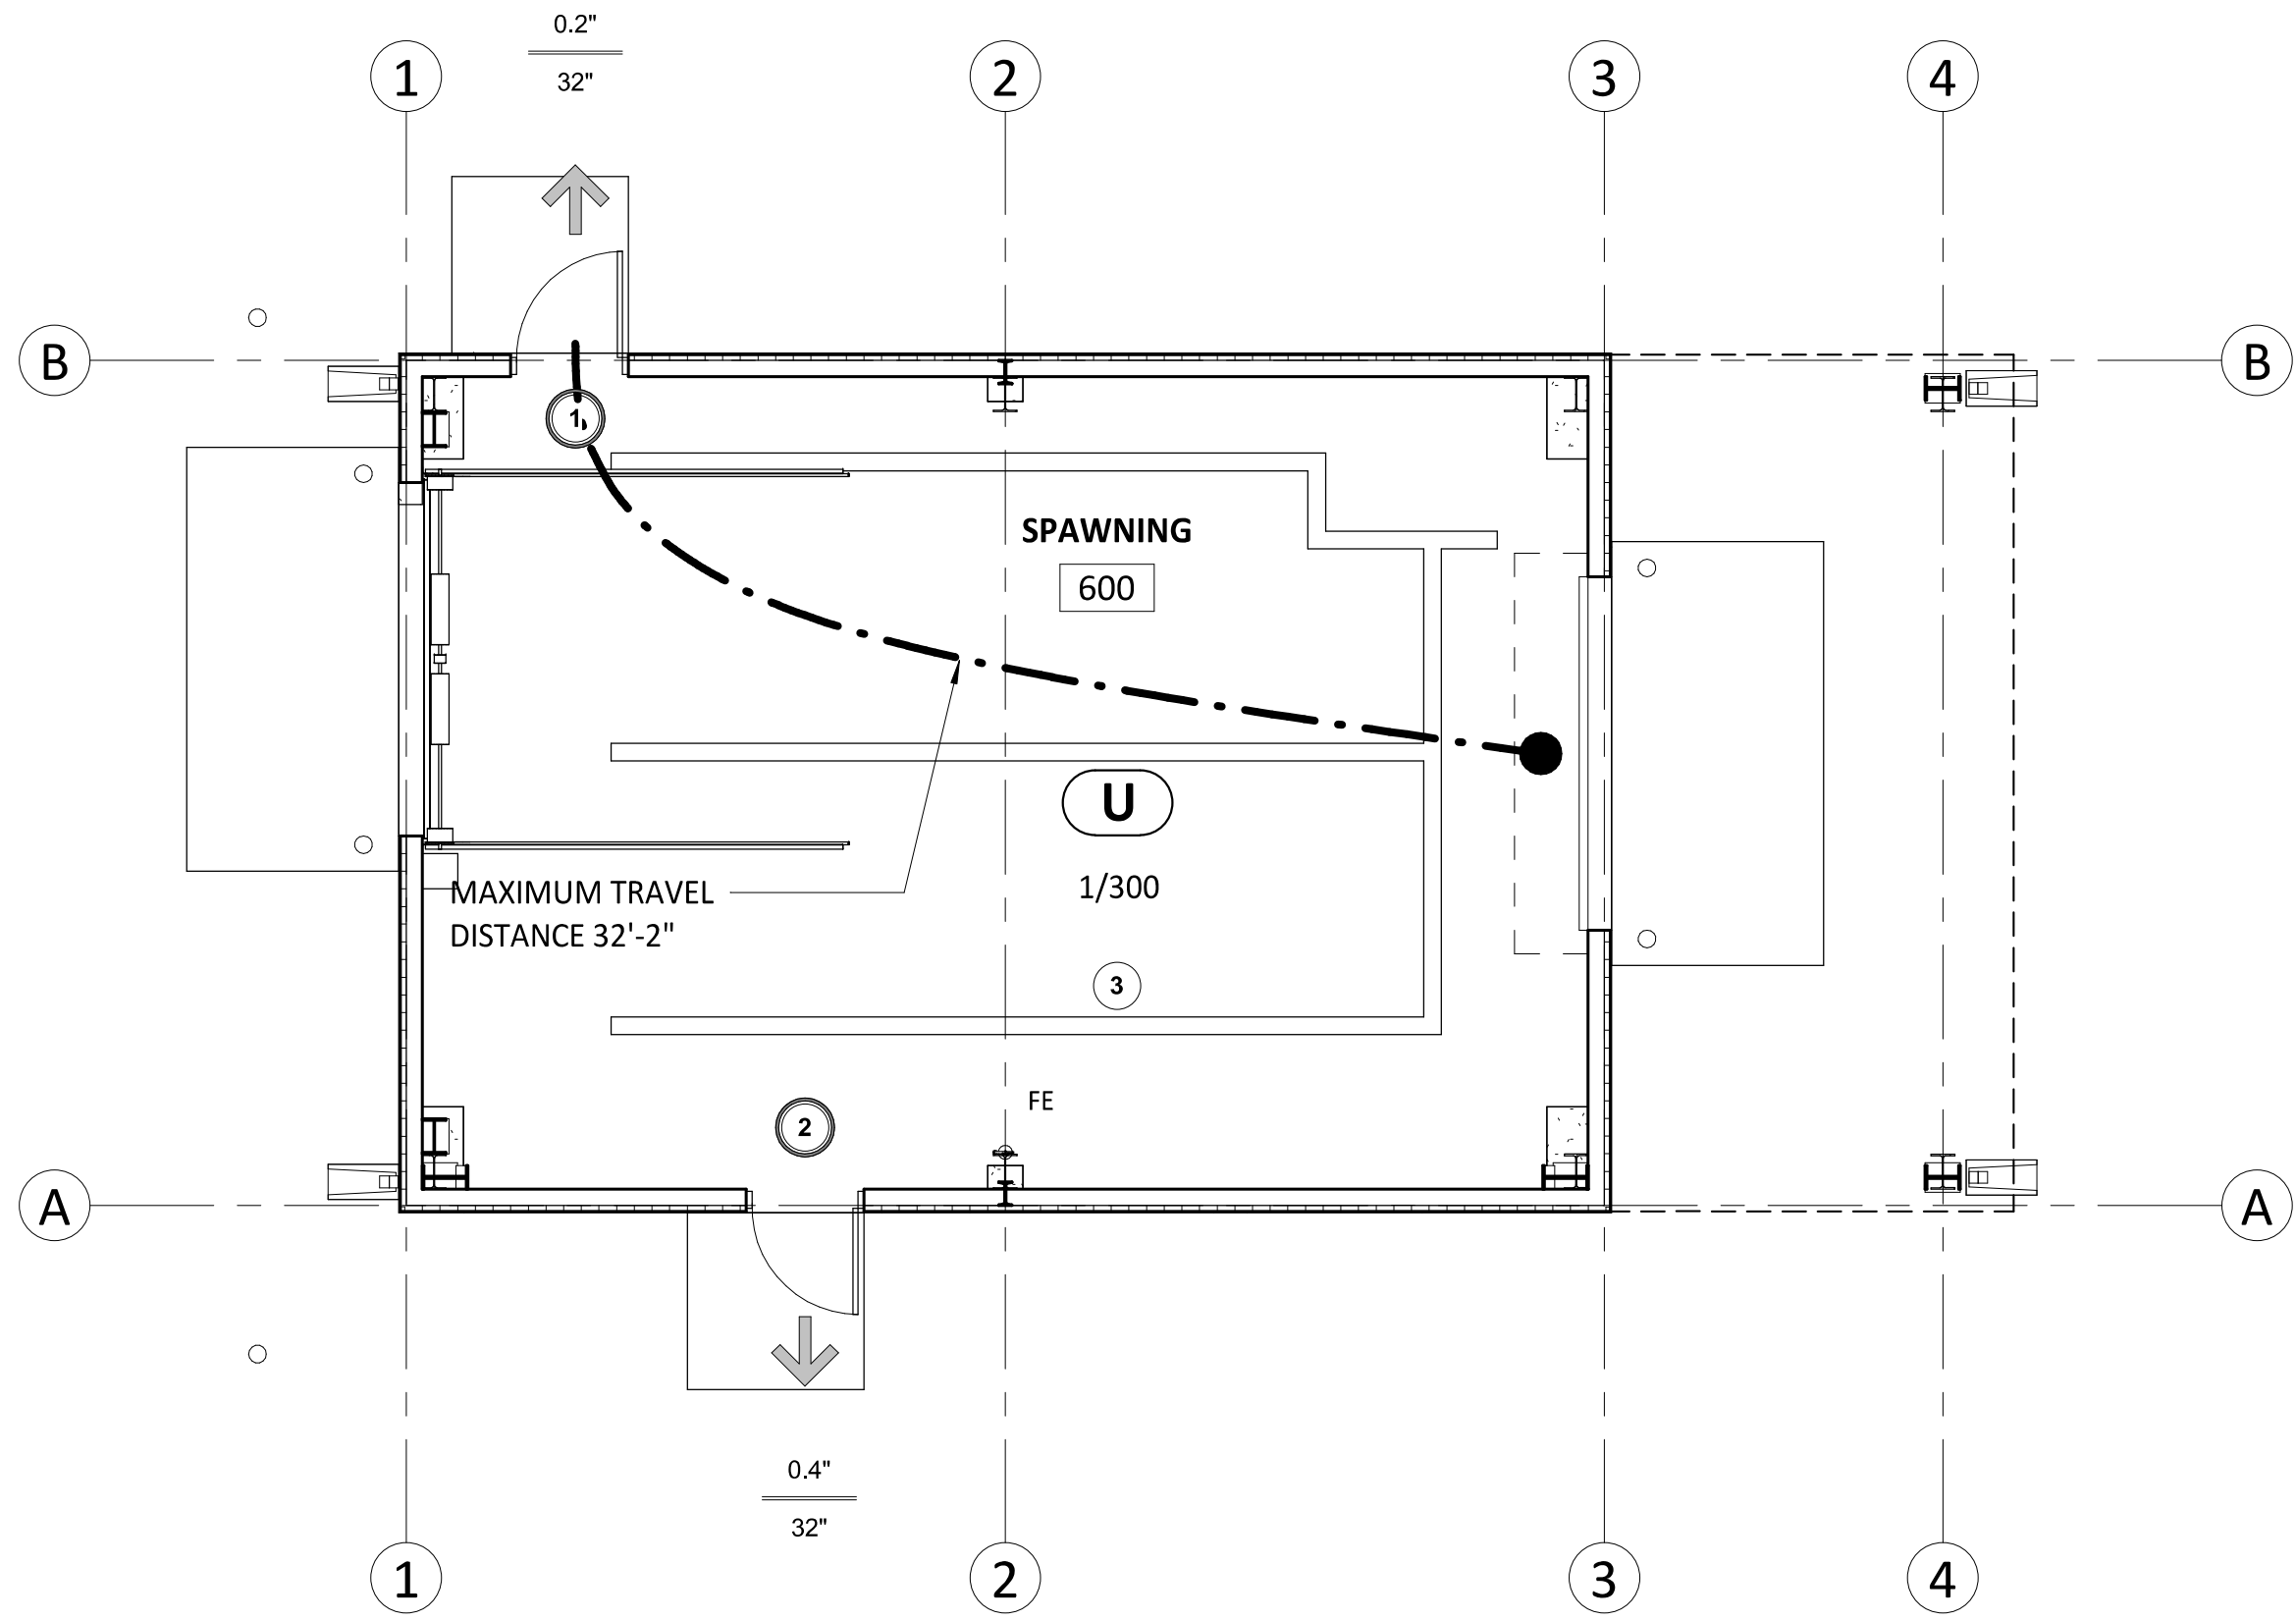 0.2"
32"
1
2
3
4
B
B
1
SPAWNING
600
U
1/300
MAXIMUM TRAVEL
DISTANCE 32'-2"
3
FE
2
A
A
0.4"
32"
1
2
3
4